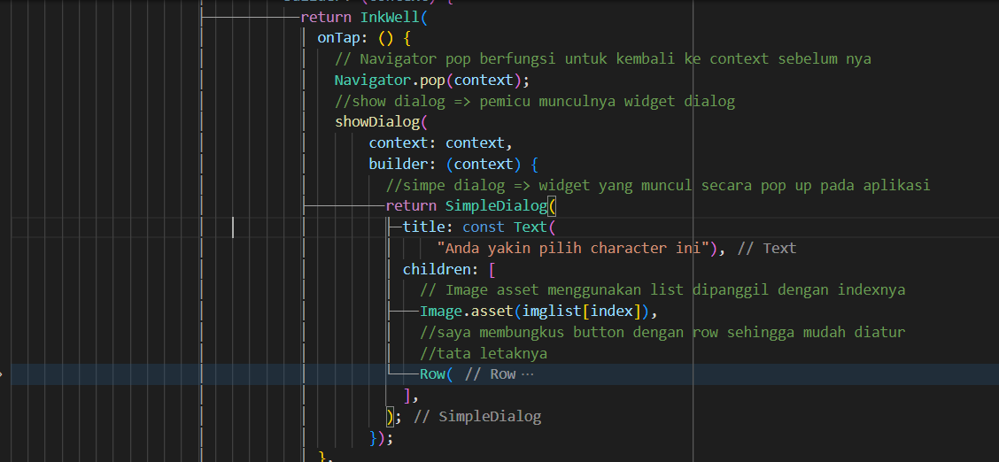 return InkWell(
onTap: () {
// Navigator pop berfungsi untuk kembali ke context sebelum nya
Navigator.pop(context);
//show dialog => pemicu munculnya widget dialog
showDialog(
context: context,
builder: (context) {
//simpe dialog => widget yang muncul secara pop up pada aplikasi
return SimpleDialog(
title: const Text(
"Anda yakin pilih character ini"), // Text
children: [
// Image asset menggunakan list dipanggil dengan indexnya
Image.asset(imglist[index]),
//saya membungkus button dengan row sehingga mudah diatur
//tata letaknya
Row( // Row ···
],
); // SimpleDialog
});
},